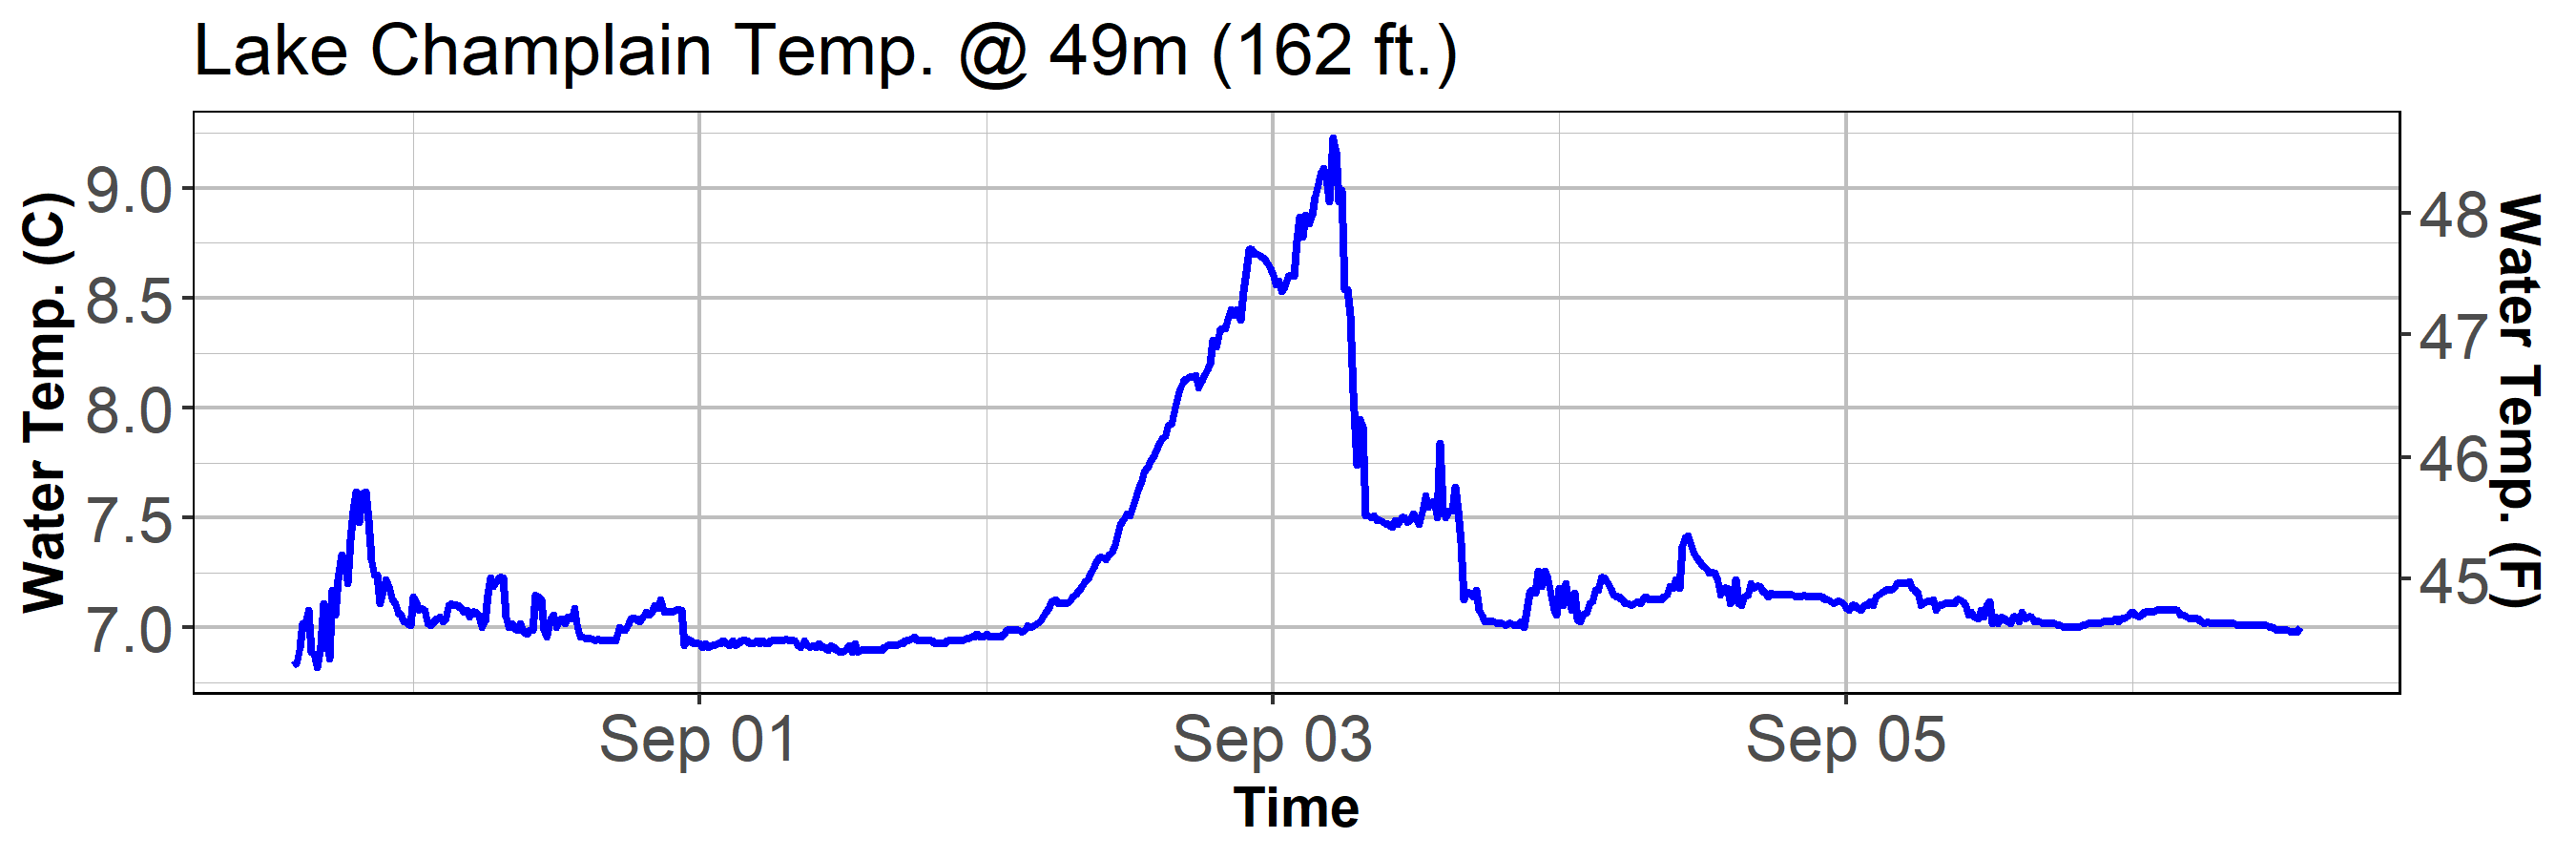 Lake Champlain Temp. @ 49m (162 ft.)
Water Temp. (C)
9.0
8.5
8.0
7.5
7.0
48
47
46
45
Water Temp. (F)
Sep 01 Sep 03 Sep 05
Time